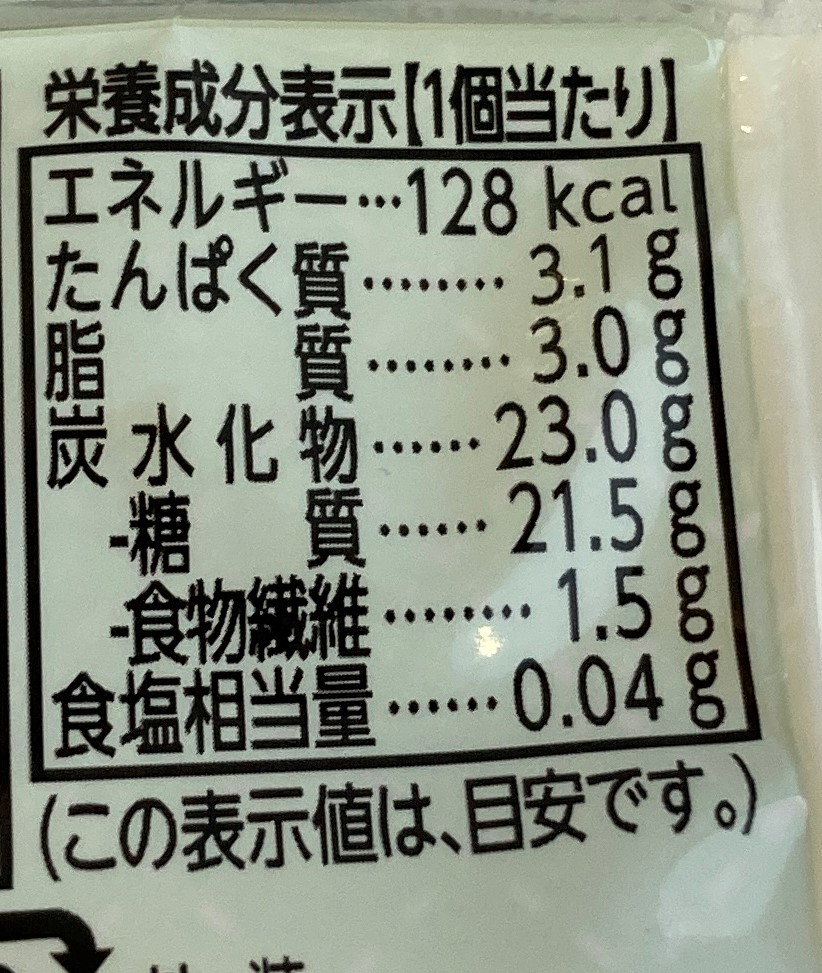 栄養成分表示【1個当たり】
エネルギー…128 kcal
たんぱく質……… 3.1 g
脂質……… 3.0 g
炭水化物……23.0 g
-糖質……21.5 g
-食物繊維……… 1.5 g
食塩相当量……0.04 g
(この表示値は、目安です。)